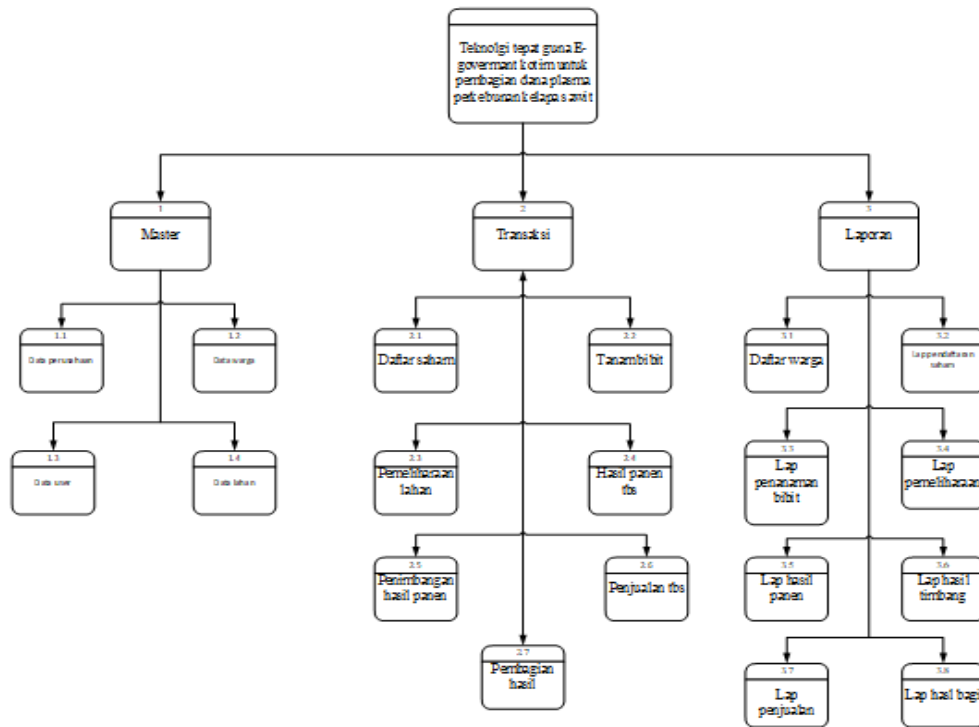 Teknolgi tepat guna E-
govermant kotim untuk
pembagian dana plasma
perkebunan kelapa sawit
1
Master
2
Transaksi
3
Laporan
1.1
Data perusahaan
1.2
Data warga
2.1
Daftar saham
2.2
Tanam bibit
3.1
Daftar warga
3.2
Lap pendaftaran
saham
1.3
Data user
1.4
Data lahan
2.3
Pemeliharaan
lahan
2.4
Hasil panen
tbs
3.3
Lap
penanaman
bibit
3.4
Lap
pemeliharaan
2.5
Penimbangan
hasil panen
2.6
Penjualan tbs
3.5
Lap hasil
panen
3.6
Lap hasil
timbang
2.7
Pembagian
hasil
3.7
Lap
penjualan
3.8
Lap hasl bagi